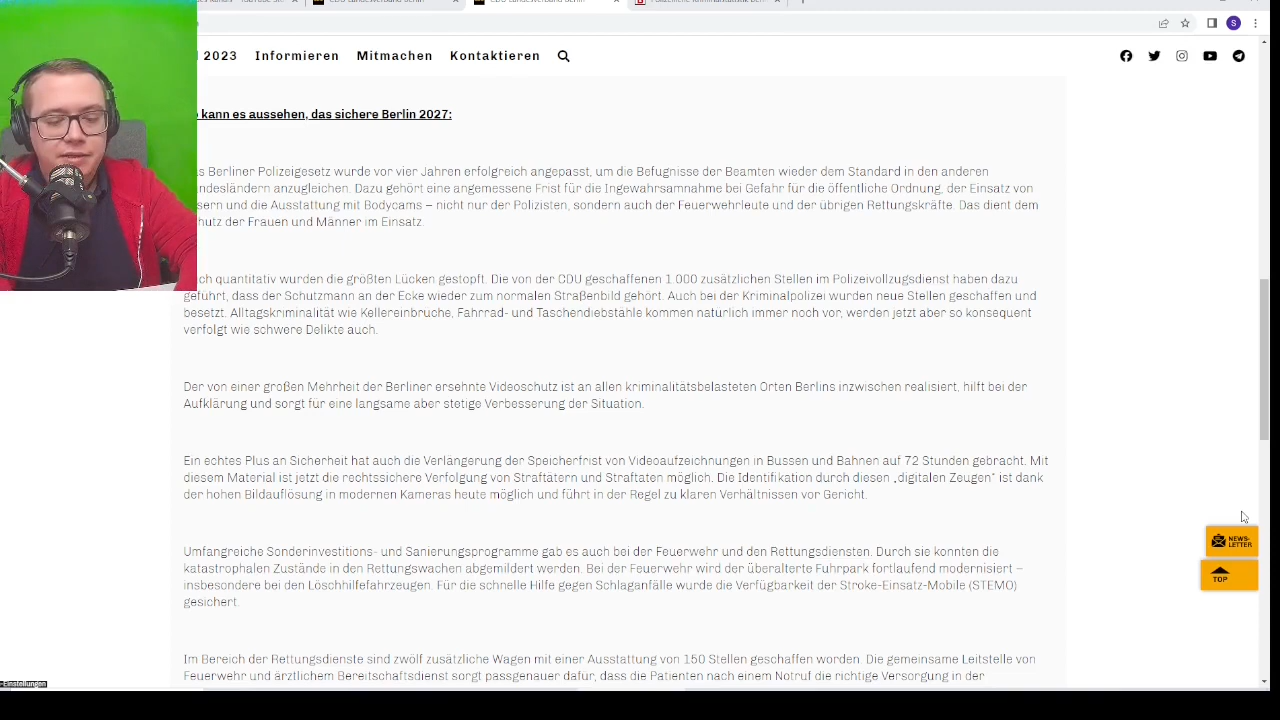 2023 Informieren Mitmachen Kontaktieren
kann es aussehen, das sichere Berlin 2027:
Berliner Polizeigesetz wurde vor vier Jahren erfolgreich angepasst, um die Befugnisse der Beamten wieder dem Standard in den anderen
anzugleichen. Dazu gehört eine angemessene Frist für die Ingewahrsamnahme bei Gefahr für die öffentliche Ordnung, der Einsatz von
und die Ausstattung mit Bodycams – nicht nur der Polizisten, sondern auch der Feuerwehrleute und der übrigen Rettungskräfte. Das dient dem
der Frauen und Männer im Einsatz.
quantitativ wurden die größten Lücken gestopft. Die von der CDU geschaffenen 1.000 zusätzlichen Stellen im Polizeivollzugsdienst haben dazu
geführt, dass der Schutzmann an der Ecke wieder zum normalen Straßenbild gehört. Auch bei der Kriminalpolizei wurden neue Stellen geschaffen und
besetzt. Alltagskriminalität wie Kellereinbrüche, Fahrrad- und Taschendiebstähle kommen natürlich immer noch vor, werden jetzt aber so konsequent
verfolgt wie schwere Delikte auch.
Der von einer großen Mehrheit der Berliner ersehnte Videoschutz ist an allen kriminalitätsbelasteten Orten Berlins inzwischen realisiert, hilft bei der
Aufklärung und sorgt für eine langsame aber stetige Verbesserung der Situation.
Ein echtes Plus an Sicherheit hat auch die Verlängerung der Speicherfrist von Videoaufzeichnungen in Bussen und Bahnen auf 72 Stunden gebracht. Mit
diesem Material ist jetzt die rechtssichere Verfolgung von Straftätern und Straftaten möglich. Die Identifikation durch diesen „digitalen Zeugen“ ist dank
der hohen Bildauflösung in modernen Kameras heute möglich und führt in der Regel zu klaren Verhältnissen vor Gericht.
NEWS-
LETTER
Umfangreiche Sonderinvestitions- und Sanierungsprogramme gab es auch bei der Feuerwehr und den Rettungsdiensten. Durch sie konnten die
katastrophalen Zustände in den Rettungswachen abgemildert werden. Bei der Feuerwehr wird der überalterte Fuhrpark fortlaufend modernisiert –
TOP
insbesondere bei den Löschhilfefahrzeugen. Für die schnelle Hilfe gegen Schlaganfälle wurde die Verfügbarkeit der Stroke-Einsatz-Mobile (STEMO)
gesichert.
Im Bereich der Rettungsdienste sind zwölf zusätzliche Wagen mit einer Ausstattung von 150 Stellen geschaffen worden. Die gemeinsame Leitstelle von
Feuerwehr und ärztlichem Bereitschaftsdienst sorgt passgenauer dafür, dass die Patienten nach einem Notruf die richtige Versorgung in der
-Einstellungen